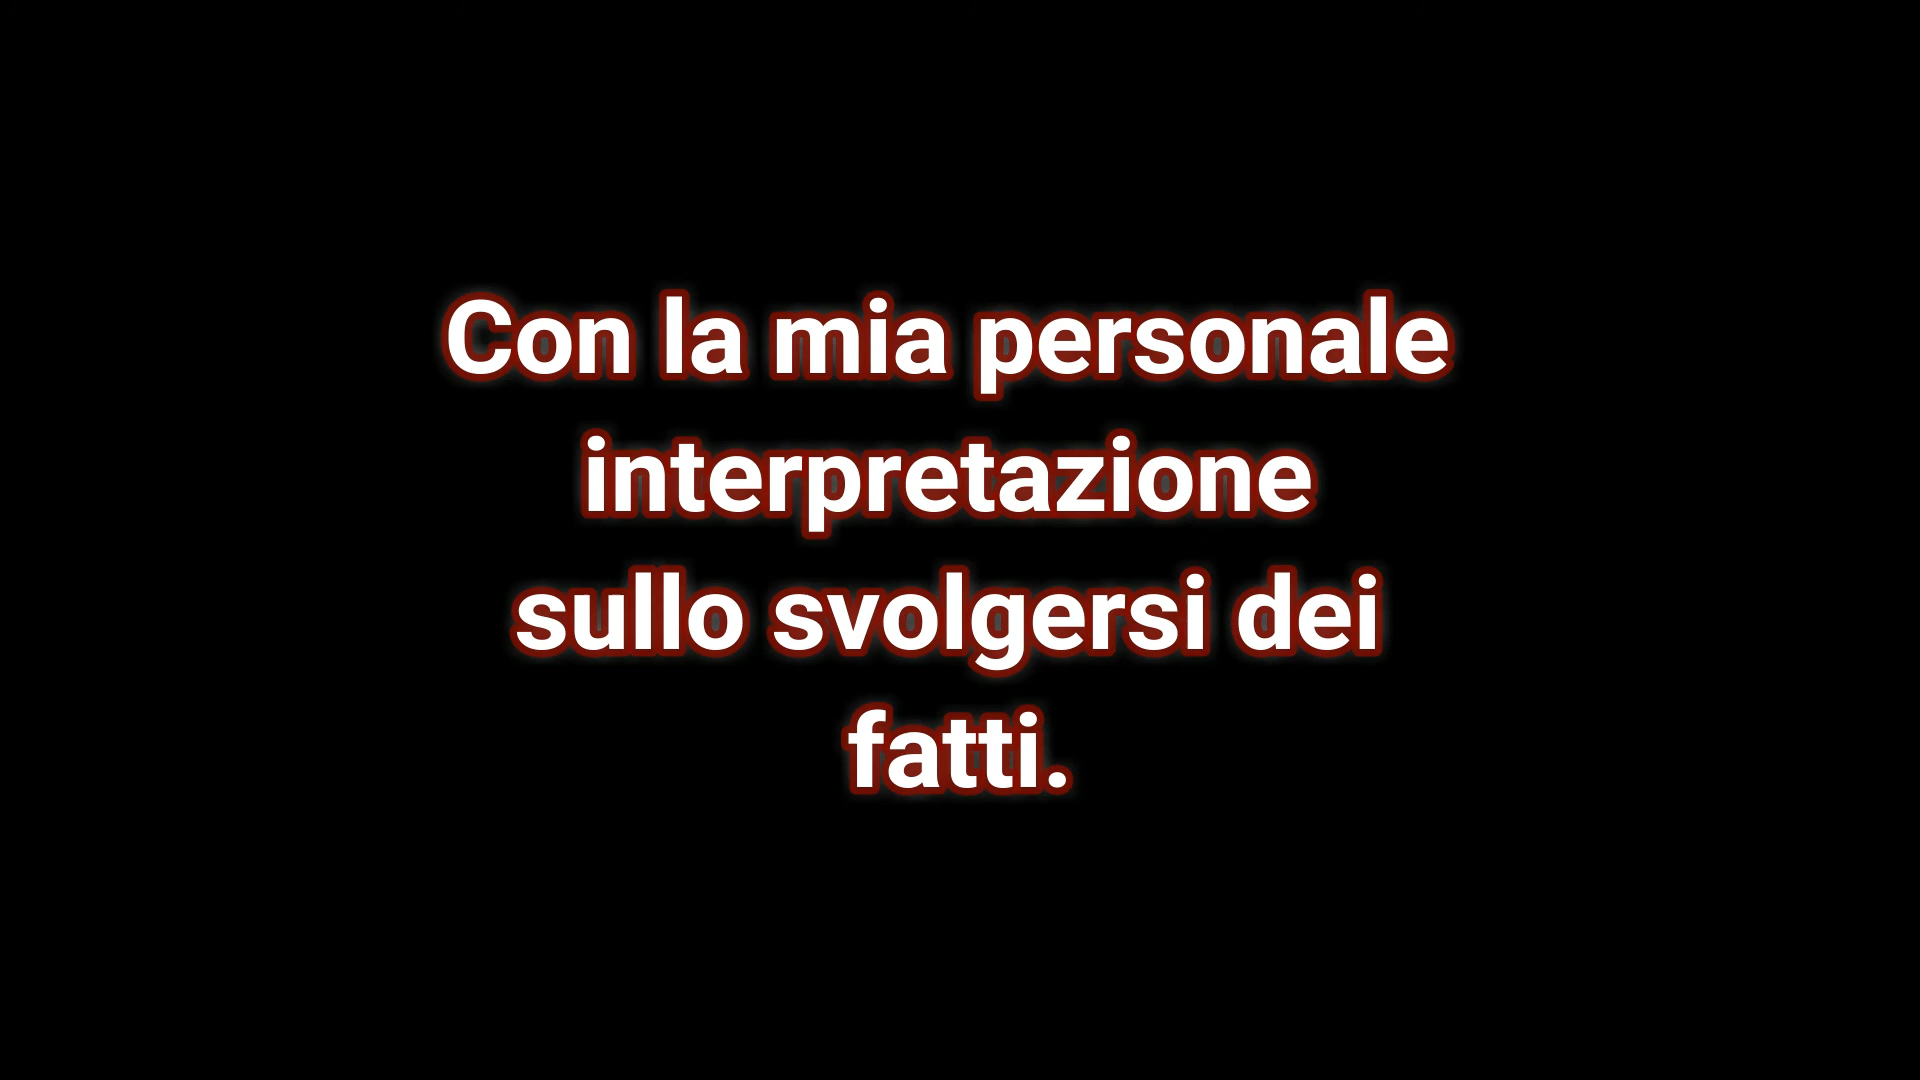 Con la mia personale
interpretazione
sullo svolgersi dei
fatti.